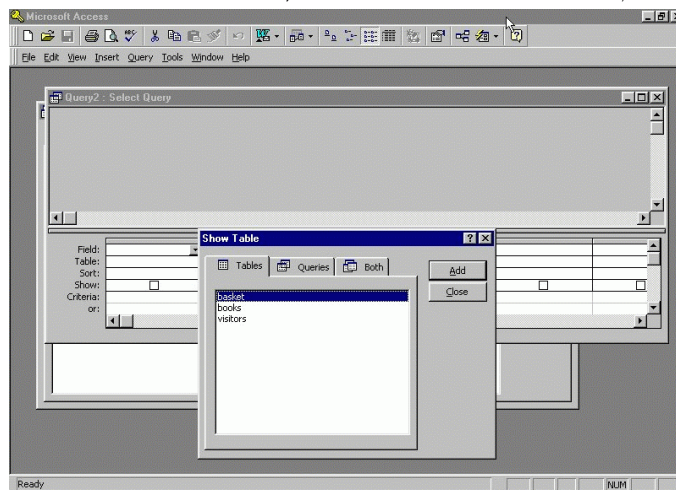 Microsoft Access
File Edit View Insert Query Tools Window Help
Query2 : Select Query
Field:
Table:
Sort:
Show:
Criteria:
or:
Show Table
Tables Queries Both
Add
Close
basket
books
visitors
Ready
NUM